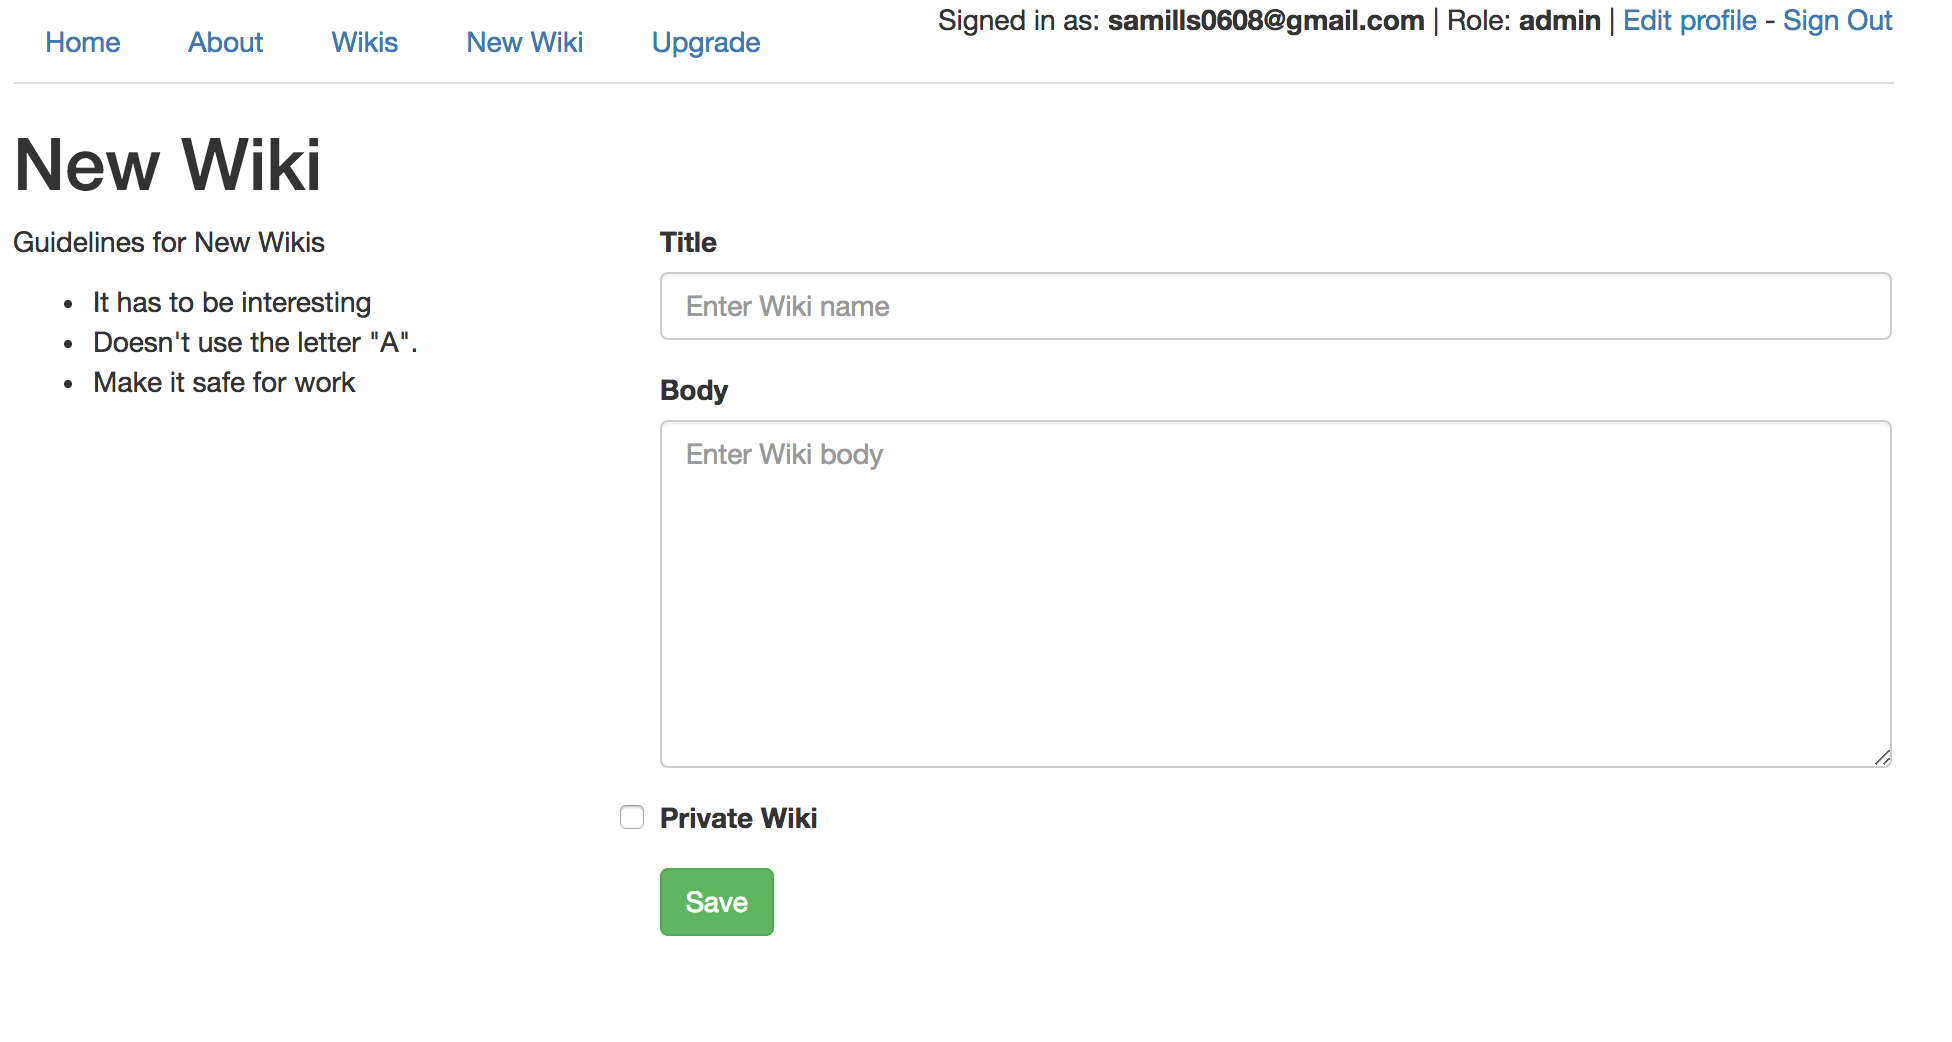 Home About Wikis New Wiki Upgrade
Signed in as: samills0608@gmail.com | Role: admin | Edit profile - Sign Out
New Wiki
Guidelines for New Wikis
• It has to be interesting
• Doesn't use the letter "A".
• Make it safe for work
Title
Enter Wiki name
Body
Enter Wiki body
Private Wiki
Save